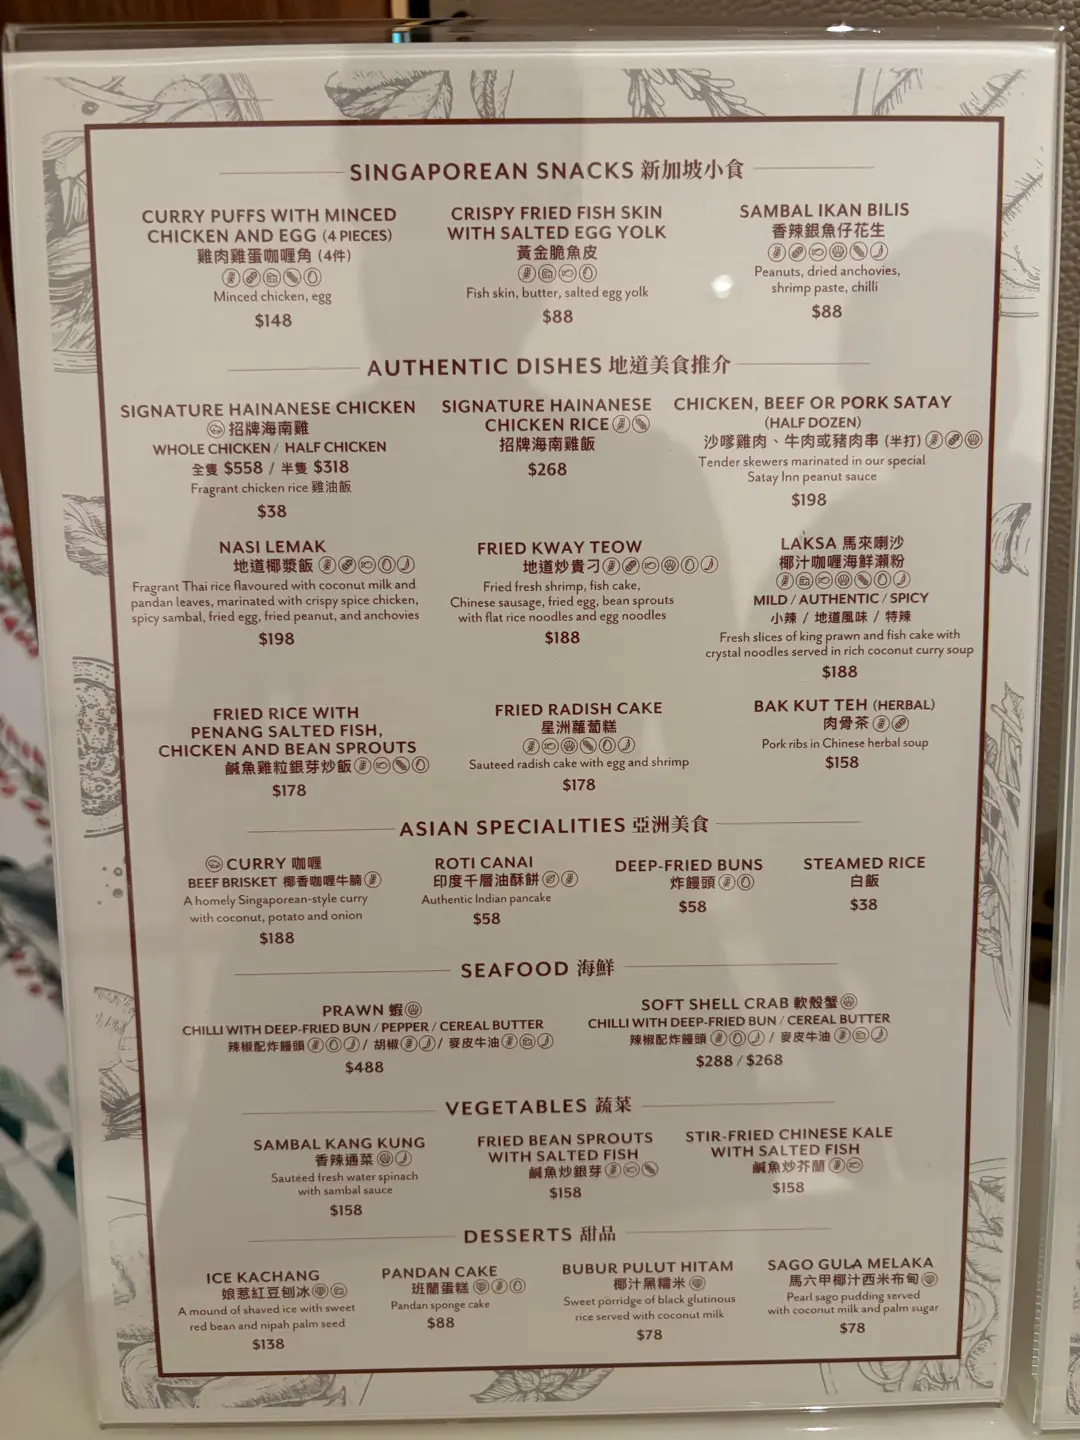 SINGAPOREAN SNACKS 新加坡小食
CURRY PUFFS WITH MINCED
CHICKEN AND EGG (4 PIECES)
雞肉雞蛋咖喱角 (4件)
Minced chicken, egg
$148
CRISPY FRIED FISH SKIN
WITH SALTED EGG YOLK
黃金脆魚皮
Fish skin, butter, salted egg yolk
$88
SAMBAL IKAN BILIS
香辣銀魚仔花生
Peanuts, dried anchovies,
shrimp paste, chilli
$88
AUTHENTIC DISHES 地道美食推介
SIGNATURE HAINANESE CHICKEN
招牌海南雞
WHOLE CHICKEN / HALF CHICKEN
全隻 $558 / 半隻 $318
Fragrant chicken rice 雞油飯
$38
SIGNATURE HAINANESE
CHICKEN RICE
招牌海南雞飯
$268
CHICKEN, BEEF OR PORK SATAY
(HALF DOZEN)
沙嗲雞肉、牛肉或豬肉串 (半打)
Tender skewers marinated in our special
Satay Inn peanut sauce
$198
NASI LEMAK
地道椰漿飯
Fragrant Thai rice flavoured with coconut milk and
pandan leaves, marinated with crispy spice chicken,
spicy sambal, fried egg, fried peanut, and anchovies
$198
FRIED KWAY TEOW
地道炒貴刁
Fried fresh shrimp, fish cake,
Chinese sausage, fried egg, bean sprouts
with flat rice noodles and egg noodles
$188
LAKSA 馬來喇沙
椰汁咖喱海鮮瀨粉
MILD / AUTHENTIC / SPICY
小辣 / 地道風味 / 特辣
Fresh slices of king prawn and fish cake with
crystal noodles served in rich coconut curry soup
$188
FRIED RICE WITH
PENANG SALTED FISH,
CHICKEN AND BEAN SPROUTS
鹹魚雞粒銀芽炒飯
$178
FRIED RADISH CAKE
星洲蘿蔔糕
Sauteed radish cake with egg and shrimp
$178
BAK KUT TEH (HERBAL)
肉骨茶
Pork ribs in Chinese herbal soup
$158
ASIAN SPECIALITIES 亞洲美食
CURRY 咖喱
BEEF BRISKET 椰香咖喱牛腩
A homely Singaporean-style curry
with coconut, potato and onion
$188
ROTI CANAI
印度千層油酥餅
Authentic Indian pancake
$58
DEEP-FRIED BUNS
炸饅頭
$58
STEAMED RICE
白飯
$38
SEAFOOD 海鮮
PRAWN 蝦
CHILLI WITH DEEP-FRIED BUN / PEPPER / CEREAL BUTTER
辣椒配炸饅頭 / 胡椒 / 麥皮牛油
$488
SOFT SHELL CRAB 軟殼蟹
CHILLI WITH DEEP-FRIED BUN / CEREAL BUTTER
辣椒配炸饅頭 / 麥皮牛油
$288 / $268
VEGETABLES 蔬菜
SAMBAL KANG KUNG
香辣通菜
Sautéed fresh water spinach
with sambal sauce
$158
FRIED BEAN SPROUTS
WITH SALTED FISH
鹹魚炒銀芽
$158
STIR-FRIED CHINESE KALE
WITH SALTED FISH
鹹魚炒芥蘭
$158
DESSERTS 甜品
ICE KACHANG
娘惹紅豆刨冰
A mound of shaved ice with sweet
red bean and nipah palm seed
$138
PANDAN CAKE
班蘭蛋糕
Pandan sponge cake
$88
BUBUR PULUT HITAM
椰汁黑糯米
Sweet porridge of black glutinous
rice served with coconut milk
$78
SAGO GULA MELAKA
馬六甲椰汁西米布甸
Pearl sago pudding served
with coconut milk and palm sugar
$78